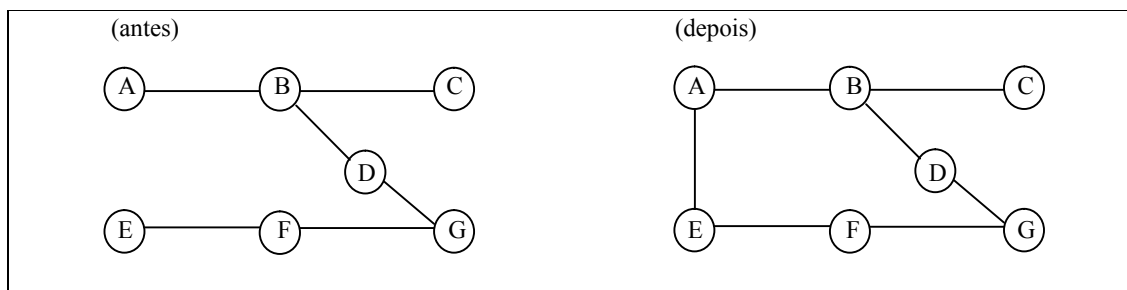 (antes) (depois)
A B C A B C
D D
E F G E F G